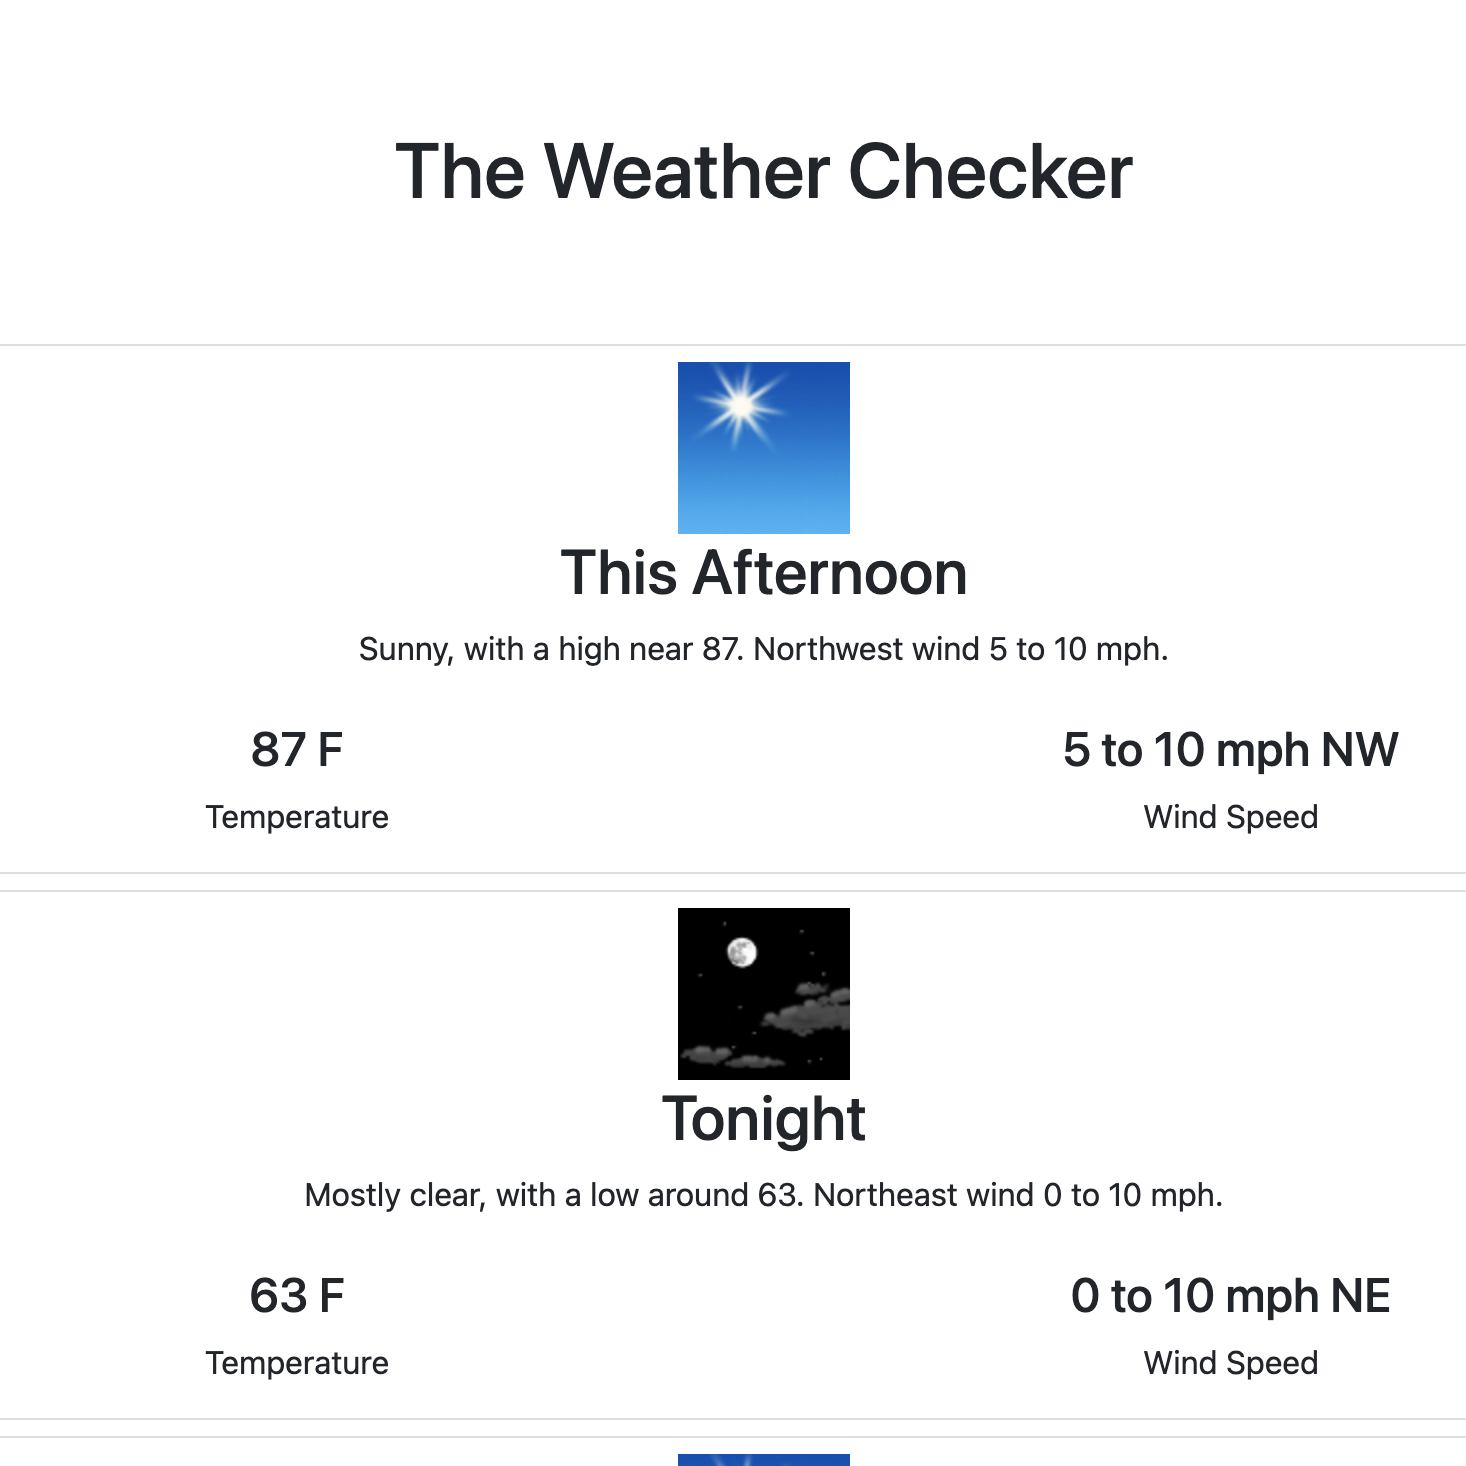 The Weather Checker
This Afternoon
Sunny, with a high near 87. Northwest wind 5 to 10 mph.
87 F
5 to 10 mph NW
Temperature
Wind Speed
Tonight
Mostly clear, with a low around 63. Northeast wind 0 to 10 mph.
63 F
0 to 10 mph NE
Temperature
Wind Speed